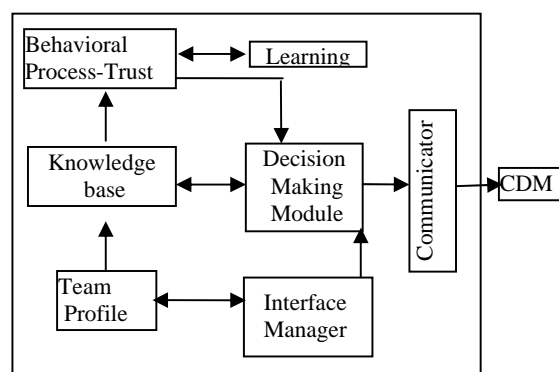 Behavioral
Process-Trust
Learning
Knowledge
base
Decision
Making
Module
Communicator
CDM
Team
Profile
Interface
Manager